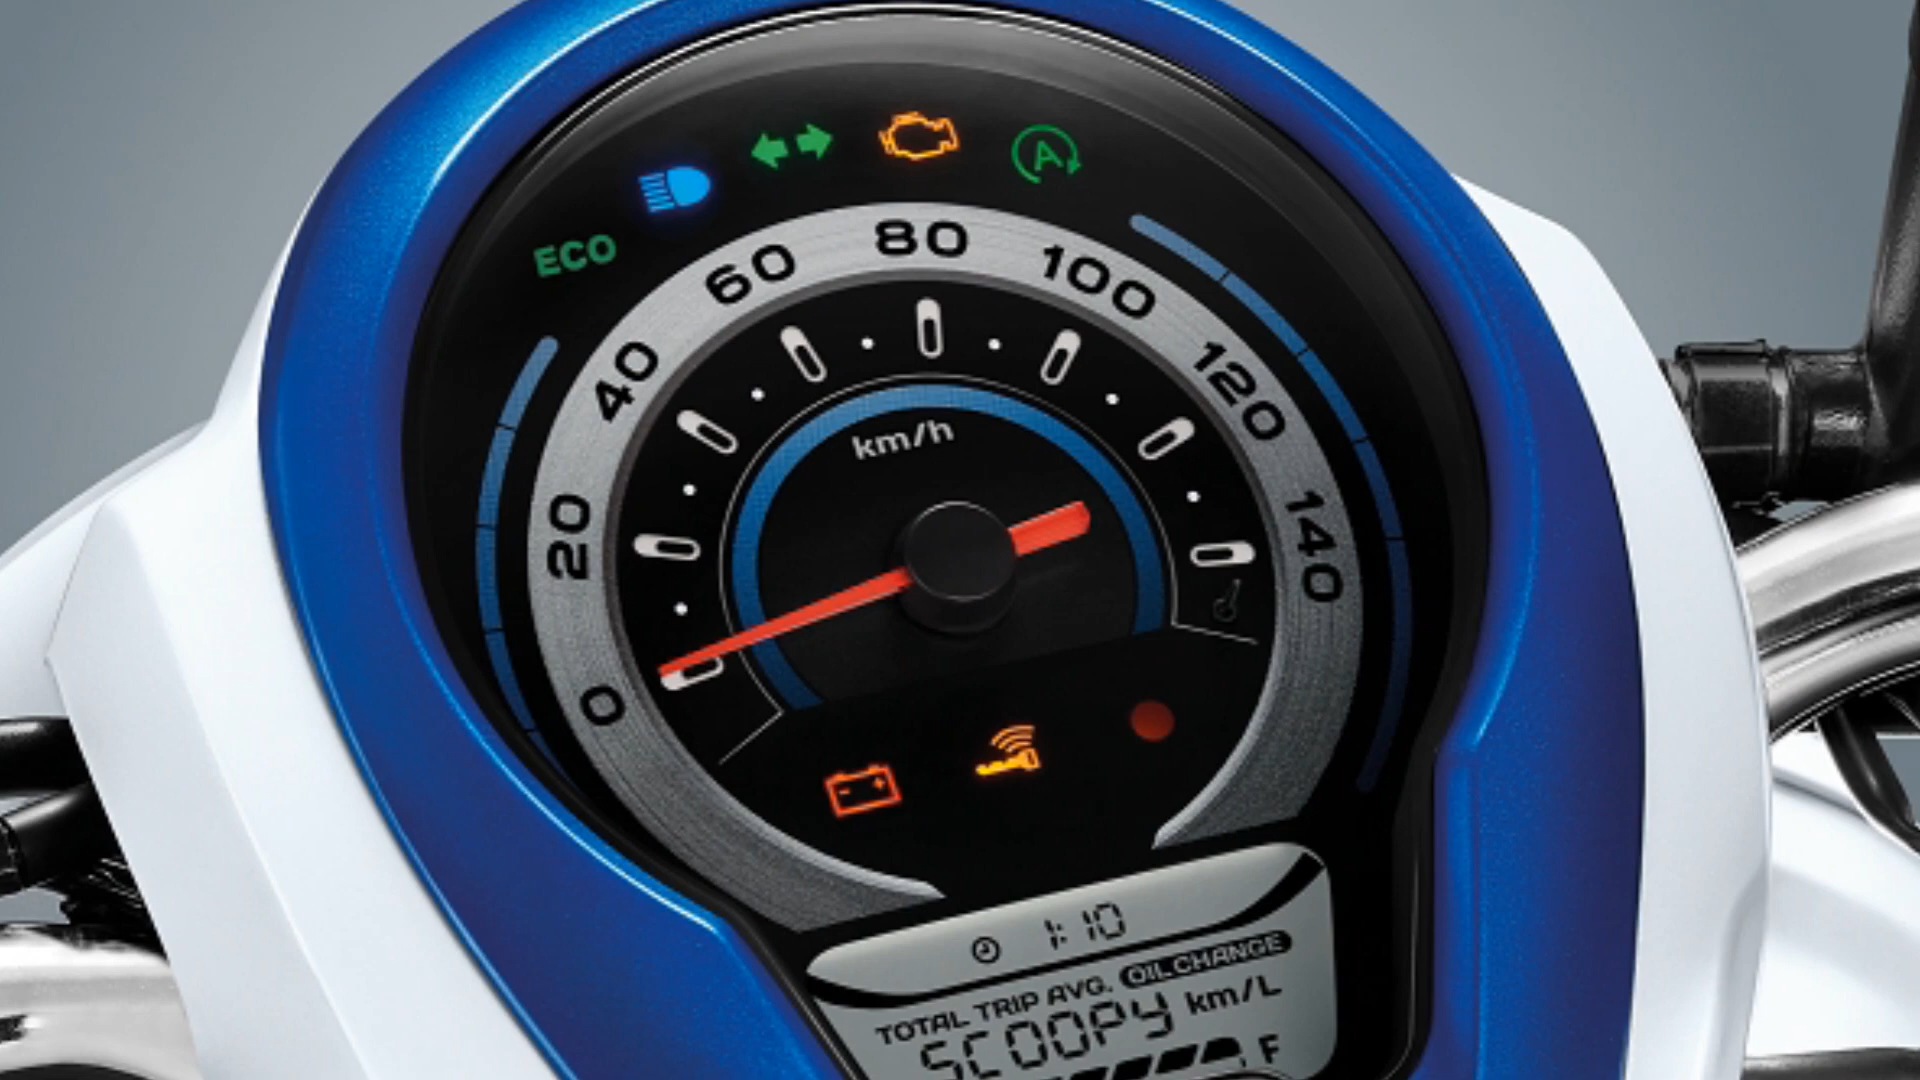 ECO
A
0
20
40
60
80
100
120
140
km/h
- +
1:10
TOTAL TRIP AVG. OIL CHANGE
SCOOPY km/L
F